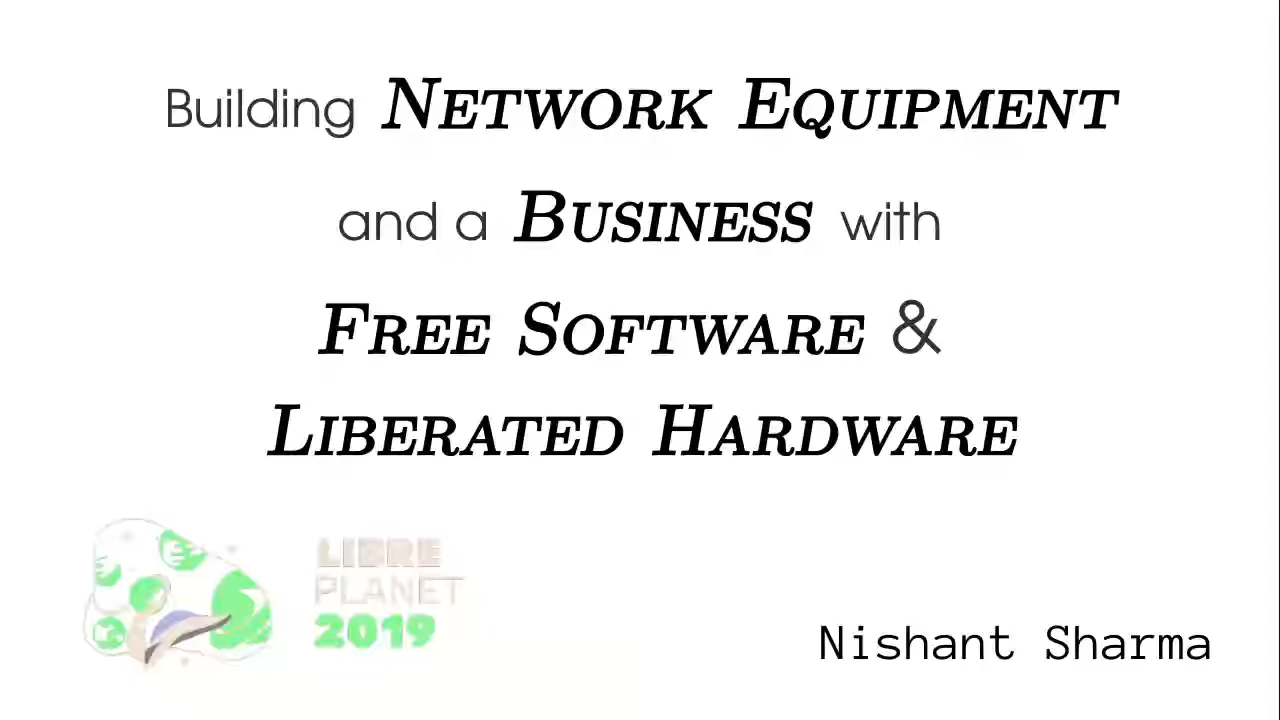 Building NETWORK EQUIPMENT
and a BUSINESS with
FREE SOFTWARE &
LIBERATED HARDWARE
LIBRE
PLANET
2019
Nishant Sharma